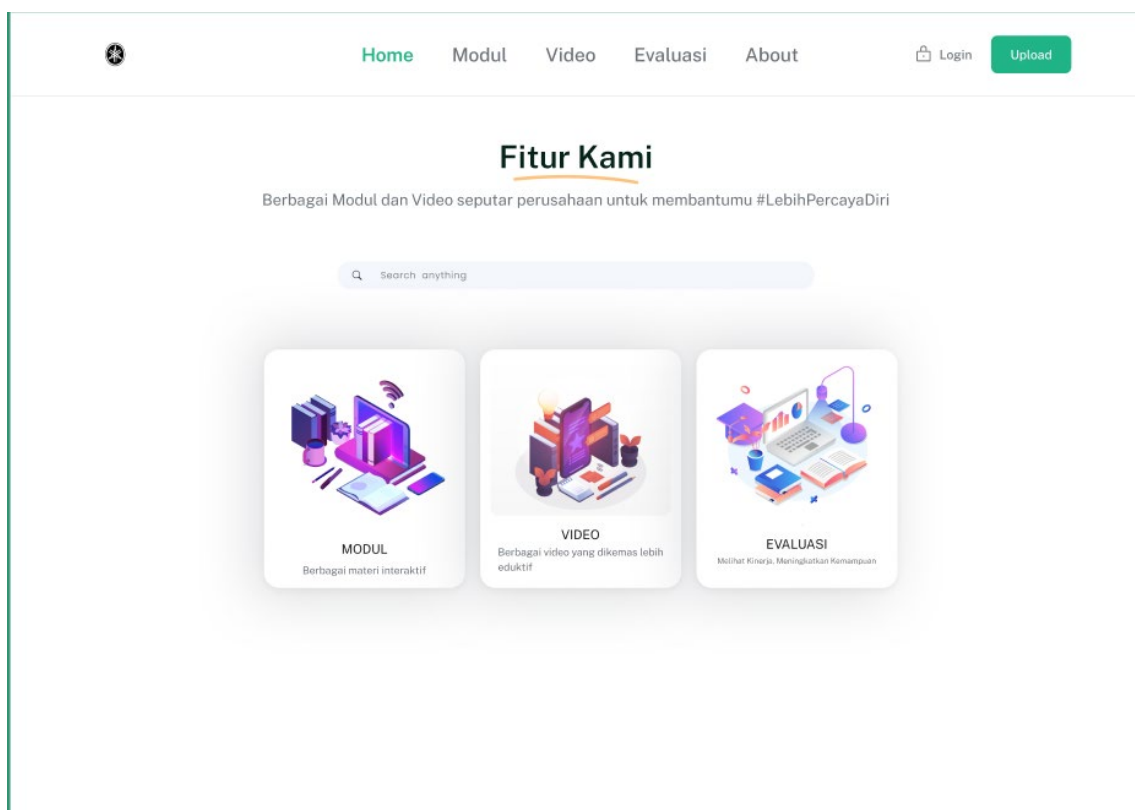 Home Modul Video Evaluasi About Login Upload
Fitur Kami
Berbagai Modul dan Video seputar perusahaan untuk membantumu #LebihPercayaDiri
Search anything
MODUL
Berbagai materi interaktif
VIDEO
Berbagai video yang dikemas lebih
eduktif
EVALUASI
Melihat Kinerja, Meningkatkan Kemampuan